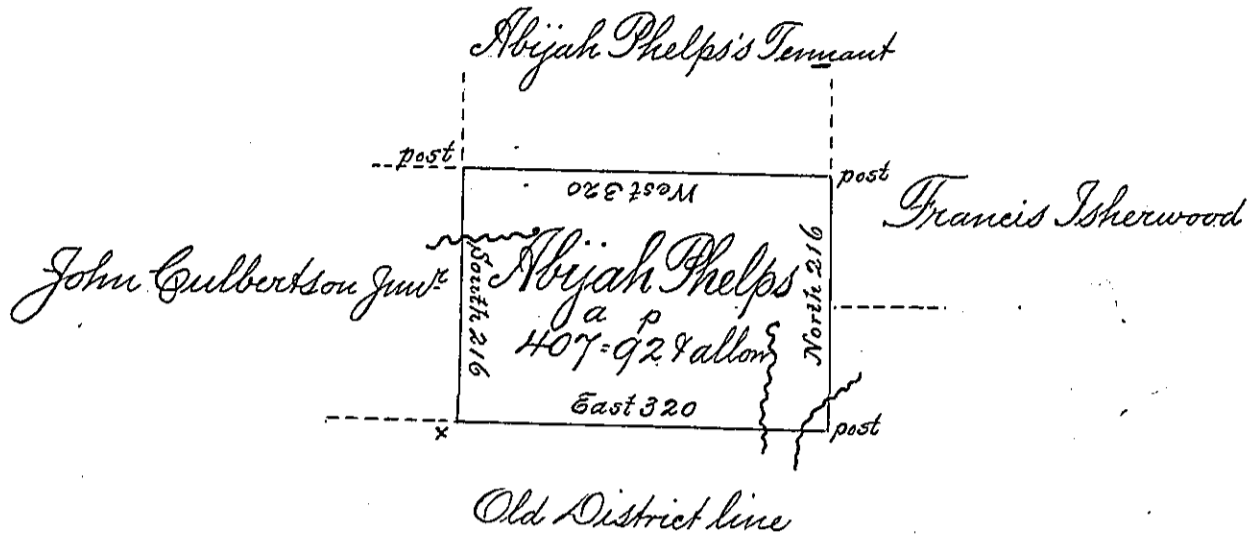 Abijah Phelps's Tennant
post
post
West 320
Francis Isherwood
John Culbertson Junr
South 216
Abijah Phelps
North 216
a p
407=92 & allow
East 320
x
post
Old District line